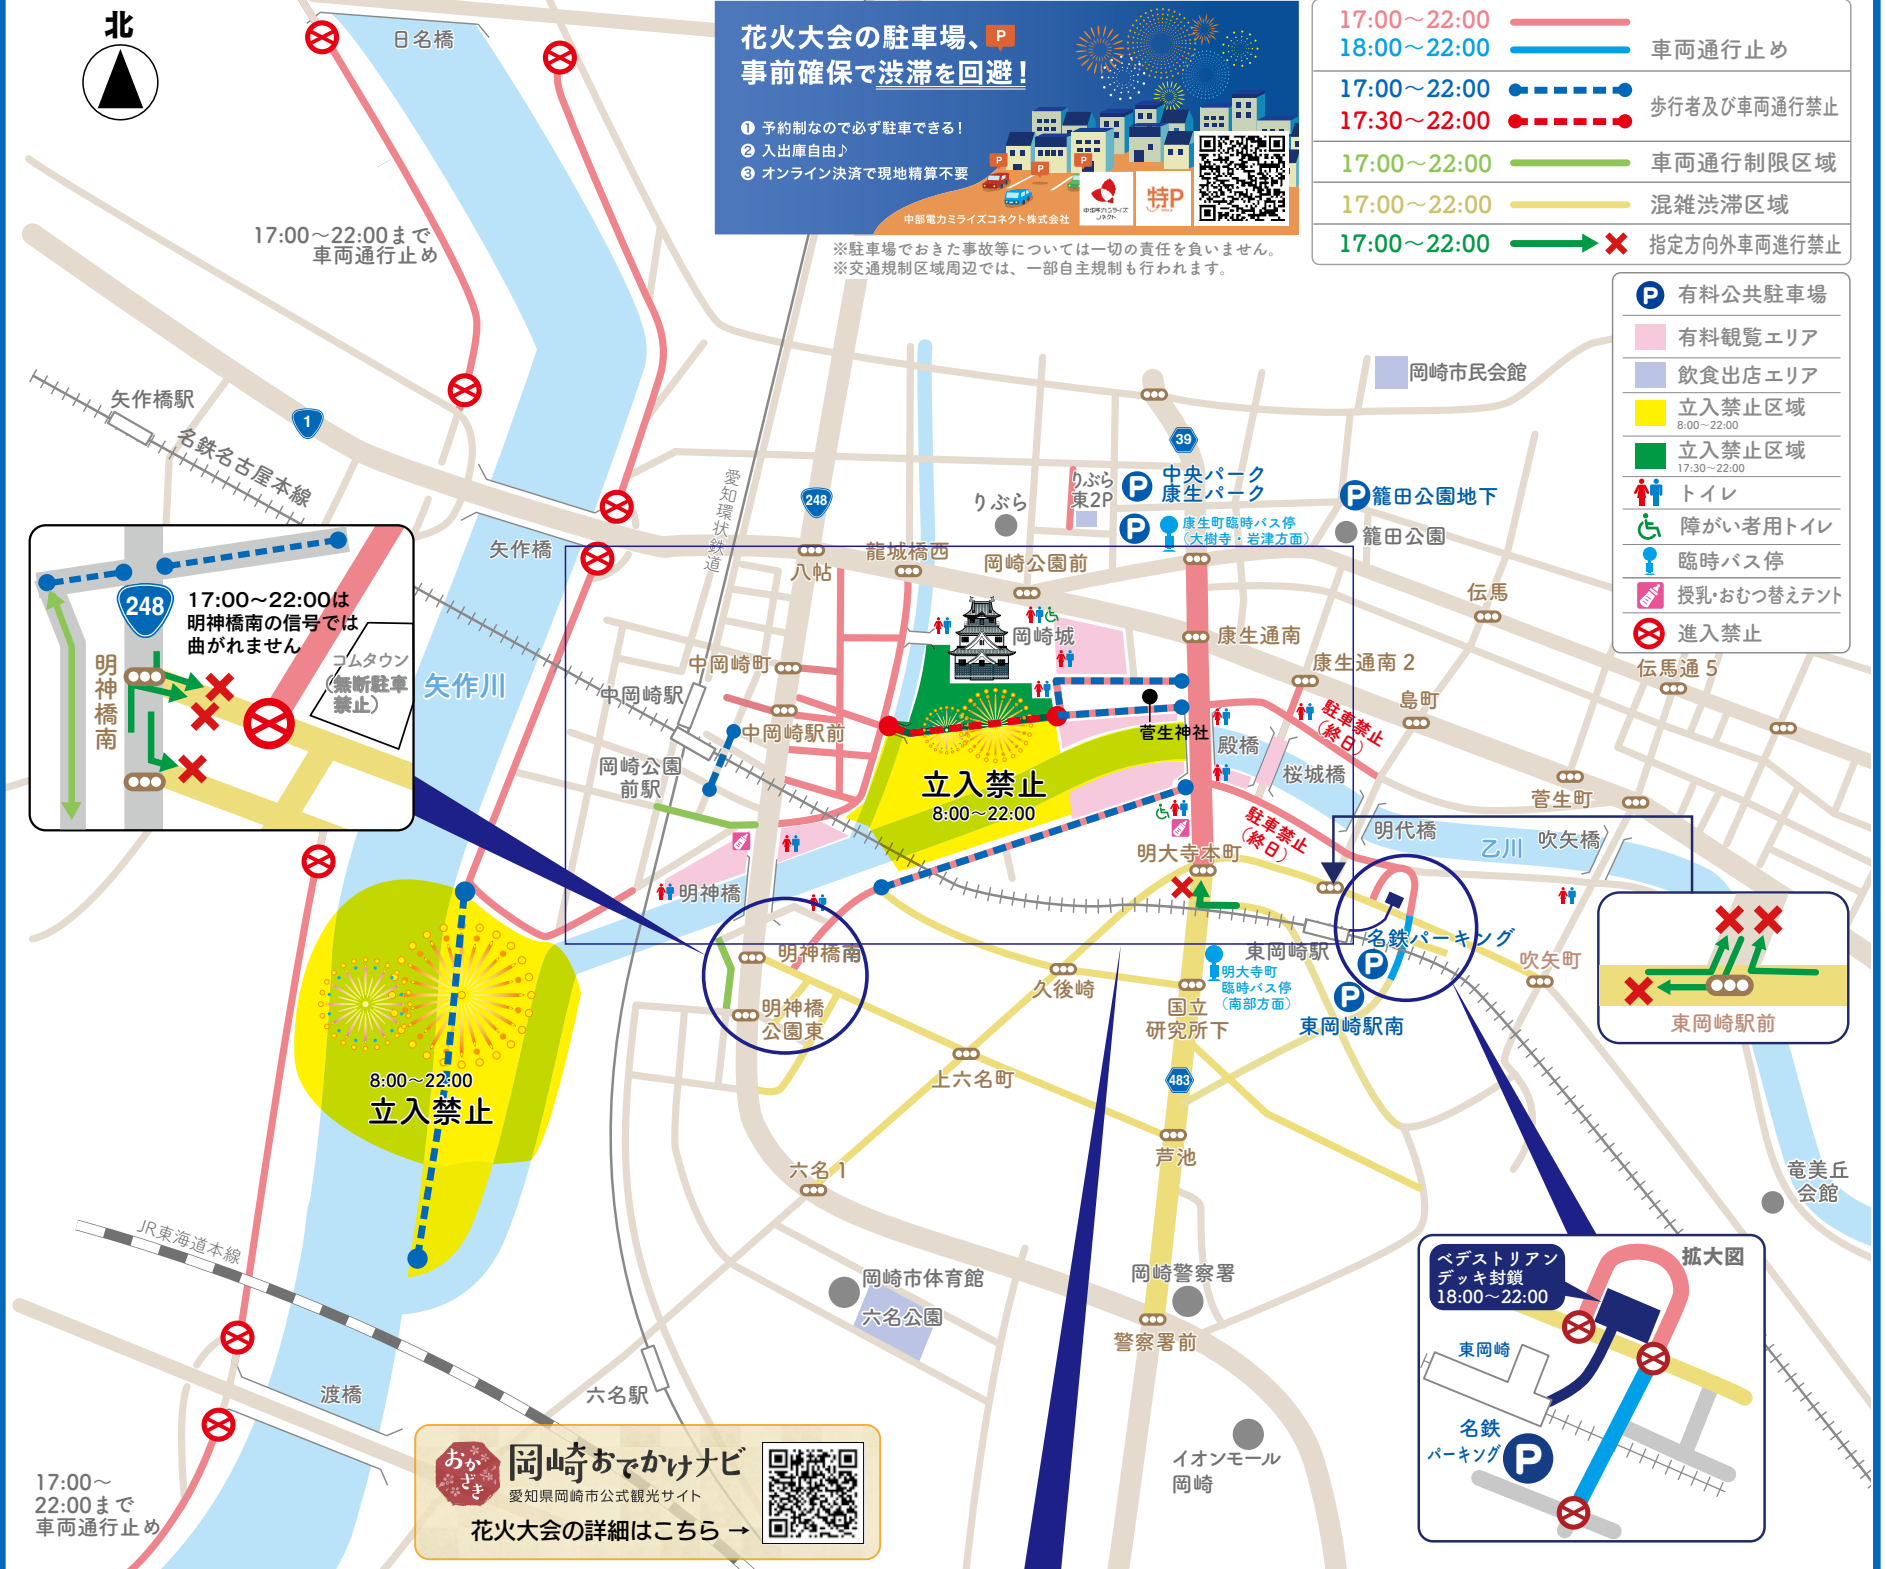 北
日名橋
花火大会の駐車場、P
事前確保で渋滞を回避！
❶ 予約制なので必ず駐車できる！
❷ 入出庫自由♪
❸ オンライン決済で現地精算不要
P
P
P
中部電力ミライズ
コネクト
特P
中部電力ミライズコネクト株式会社
※駐車場でおきた事故等については一切の責任を負いません。
※交通規制区域周辺では、一部自主規制も行われます。
17:00～22:00
18:00～22:00
車両通行止め
17:00～22:00
17:30～22:00
歩行者及び車両通行禁止
17:00～22:00
車両通行制限区域
17:00～22:00
混雑渋滞区域
17:00～22:00
指定方向外車両進行禁止
P 有料公共駐車場
有料観覧エリア
飲食出店エリア
立入禁止区域
8:00～22:00
立入禁止区域
17:30～22:00
トイレ
障がい者用トイレ
臨時バス停
授乳・おむつ替えテント
進入禁止
17:00～22:00まで
車両通行止め
矢作橋駅
1
名鉄名古屋本線
愛知環状鉄道
248
矢作橋
八帖
龍城橋西
りぶら
りぶら
東2P
39
P
中央パーク
康生パーク
P
康生町臨時バス停
（大樹寺・岩津方面）
岡崎市民会館
P
籠田公園地下
籠田公園
岡崎公園前
伝馬
康生通南
康生通南 2
伝馬通 5
島町
248
17:00～22:00は
明神橋南の信号では
曲がれません
明神橋南
コムタウン
（無断駐車
禁止）
矢作川
中岡崎町
中岡崎駅
中岡崎駅前
岡崎公園
前駅
岡崎城
菅生神社
立入禁止
8:00～22:00
駐車禁止
（終日）
殿橋
桜城橋
菅生町
駐車禁止
（終日）
明代橋
乙川
吹矢橋
明大寺本町
明神橋
明神橋南
明神橋
公園東
久後崎
明大寺町
臨時バス停
（南部方面）
東岡崎駅
名鉄パーキング
P
P
東岡崎駅南
吹矢町
東岡崎駅前
国立
研究所下
483
上六名町
8:00～22:00
立入禁止
六名 1
芦池
竜美丘
会館
JR東海道本線
岡崎市体育館
六名公園
岡崎警察署
警察署前
渡橋
六名駅
イオンモール
岡崎
17:00～
22:00まで
車両通行止め
おかざき
岡崎おでかけナビ
愛知県岡崎市公式観光サイト
花火大会の詳細はこちら →
ペデストリアン
デッキ封鎖
18:00～22:00
拡大図
東岡崎
名鉄
パーキング
P